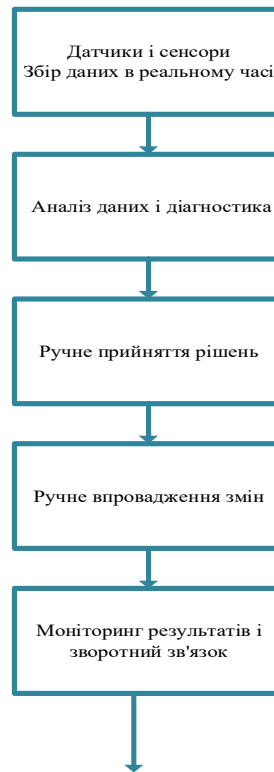 Датчики і сенсори
Збір даних в реальному часі
Аналіз даних і діагностика
Ручне прийняття рішень
Ручне впровадження змін
Моніторинг результатів і
зворотний зв'язок